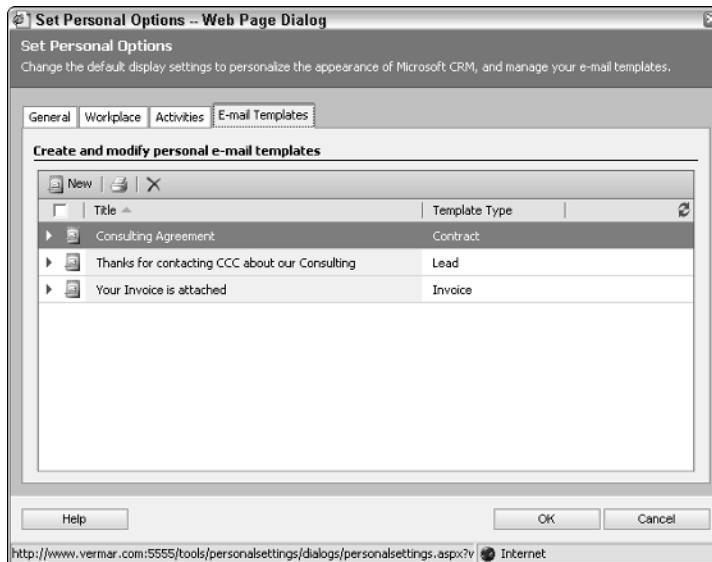 Set Personal Options -- Web Page Dialog
Set Personal Options
Change the default display settings to personalize the appearance of Microsoft CRM, and manage your e-mail templates.
General Workplace Activities E-mail Templates
Create and modify personal e-mail templates
New
Title Template Type
Consulting Agreement Contract
Thanks for contacting CCC about our Consulting Lead
Your Invoice is attached Invoice
Help OK Cancel
http://www.vermar.com:5555/tools/personalsettings/dialogs/personalsettings.aspx?v Internet